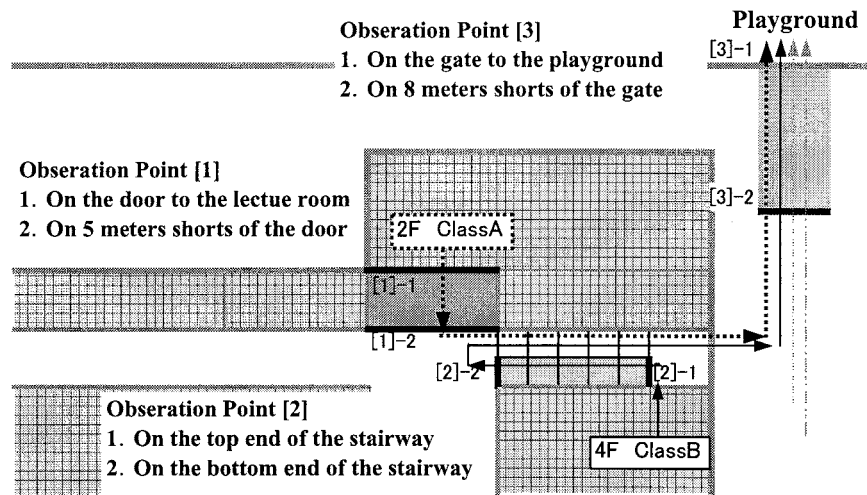 Obseration Point [3]
1. On the gate to the playground
2. On 8 meters shorts of the gate
Playground
[3]-1
Obseration Point [1]
1. On the door to the lectue room
2. On 5 meters shorts of the door
[3]-2
2F ClassA
[1]-1
[1]-2
[2]-2
[2]-1
Obseration Point [2]
1. On the top end of the stairway
2. On the bottom end of the stairway
4F ClassB